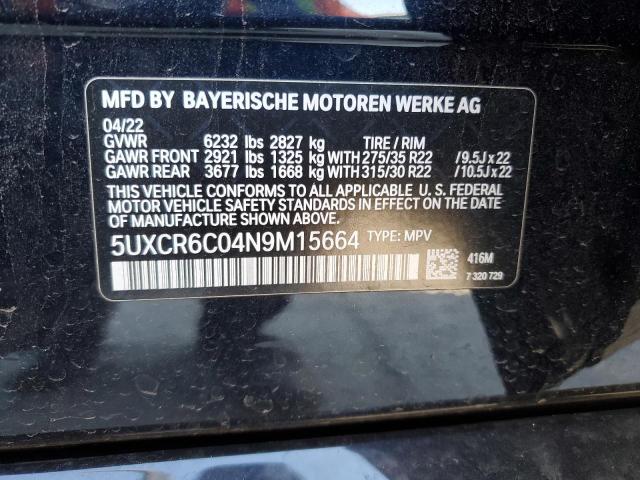 MFD BY BAYERISCHE MOTOREN WERKE AG
04/22
GVWR 6232 lbs 2827 kg TIRE / RIM
GAWR FRONT 2921 lbs 1325 kg WITH 275/35 R22 /9.5J x 22
GAWR REAR 3677 lbs 1668 kg WITH 315/30 R22 /10.5J x 22
THIS VEHICLE CONFORMS TO ALL APPLICABLE U. S. FEDERAL
MOTOR VEHICLE SAFETY STANDARDS IN EFFECT ON THE DATE OF
MANUFACTURE SHOWN ABOVE.
5UXCR6C04N9M15664 TYPE: MPV
416M
7 320 729